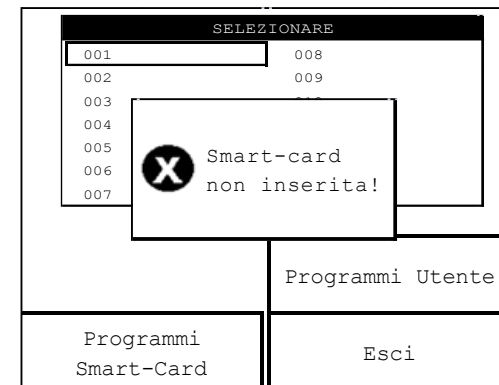 SELEZIONARE
001
002
003
004
005
006
007
008
009
Smart-card
non inserita!
Programmi Utente
Programmi
Smart-Card
Esci